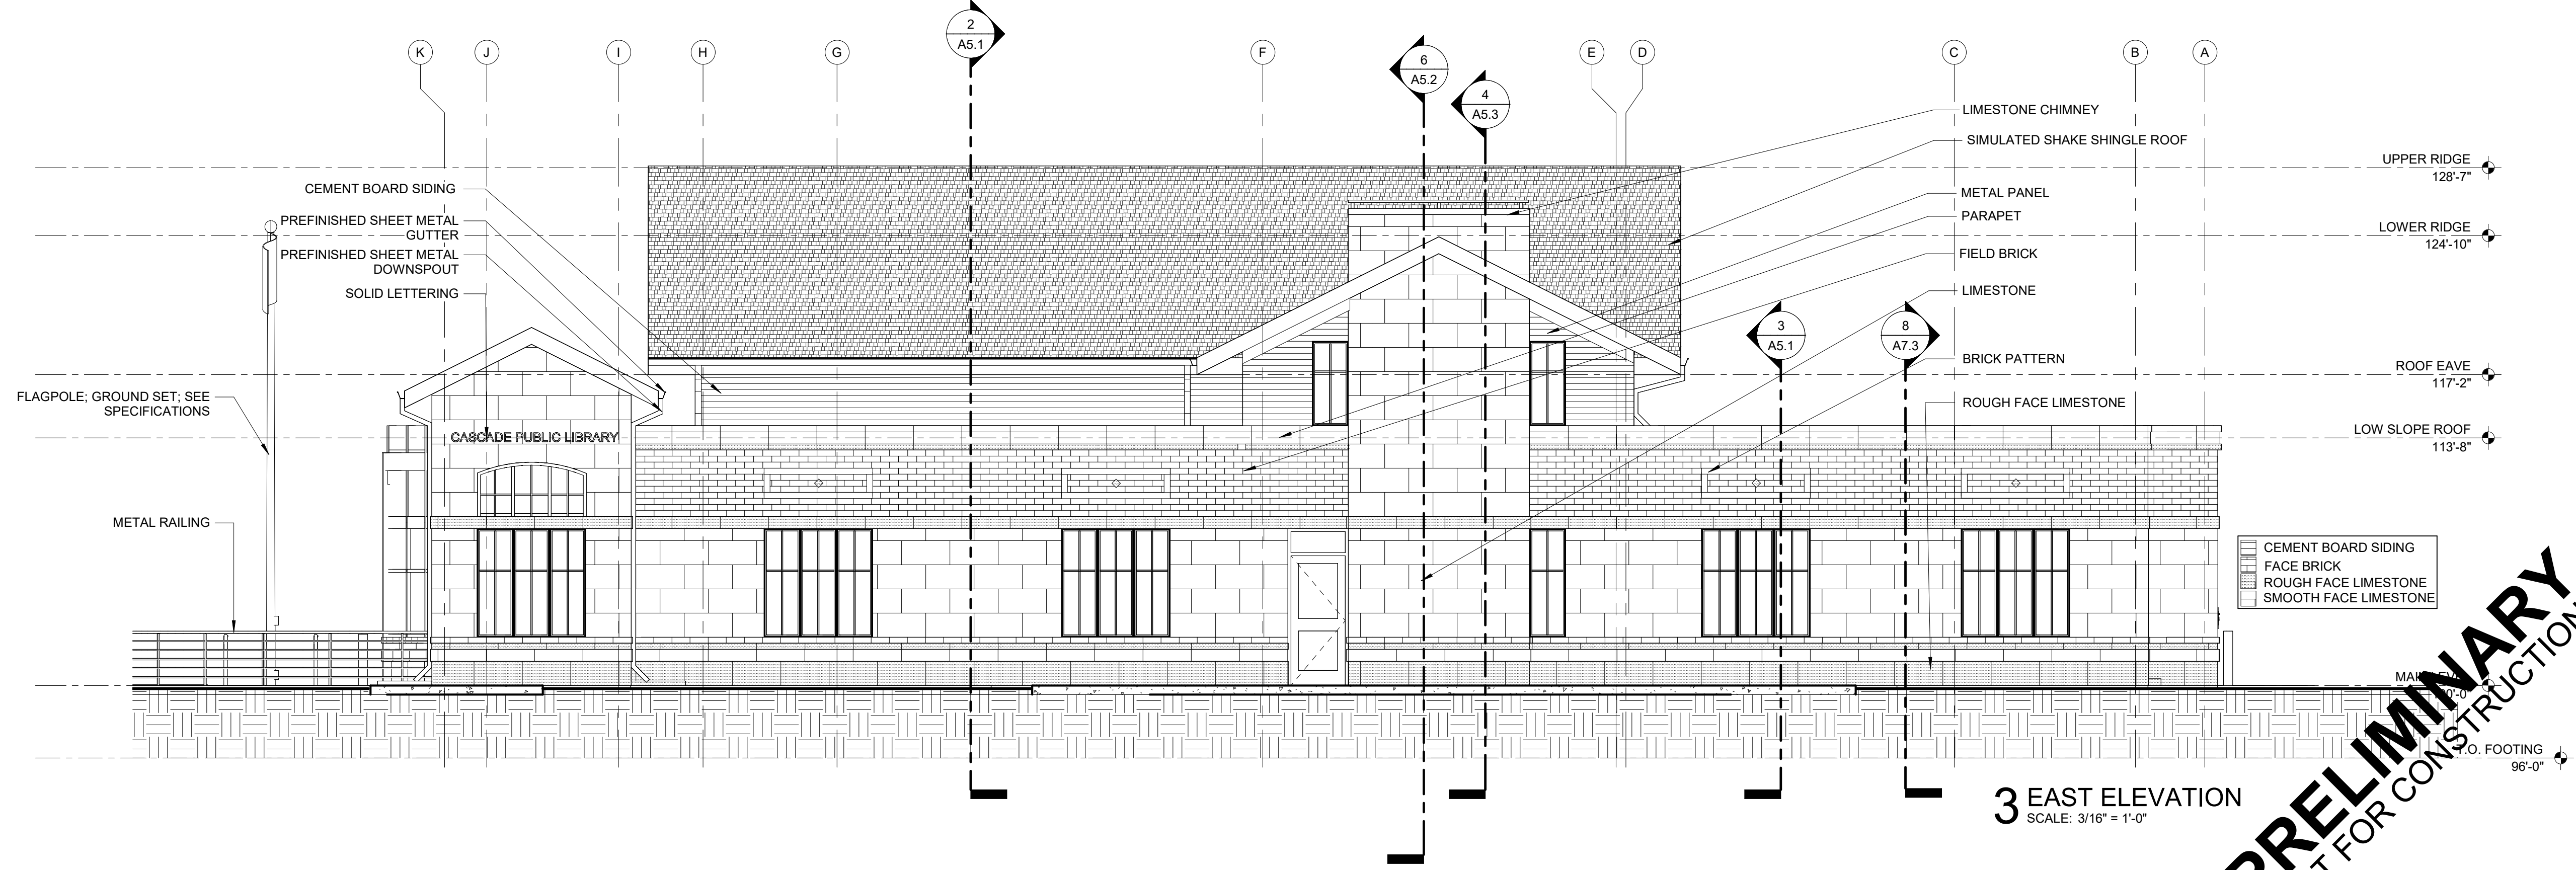 2
A5.1
K
J
I
H
G
F
6
A5.2
4
A5.3
E
D
C
B
A
LIMESTONE CHIMNEY
SIMULATED SHAKE SHINGLE ROOF
METAL PANEL
PARAPET
FIELD BRICK
LIMESTONE
BRICK PATTERN
ROUGH FACE LIMESTONE
UPPER RIDGE
128'-7"
LOWER RIDGE
124'-10"
ROOF EAVE
117'-2"
LOW SLOPE ROOF
113'-8"
CEMENT BOARD SIDING
PREFINISHED SHEET METAL
GUTTER
PREFINISHED SHEET METAL
DOWNSPOUT
SOLID LETTERING
FLAGPOLE; GROUND SET; SEE
SPECIFICATIONS
METAL RAILING
CASCADE PUBLIC LIBRARY
3
A5.1
8
A7.3
CEMENT BOARD SIDING
FACE BRICK
ROUGH FACE LIMESTONE
SMOOTH FACE LIMESTONE
T.O. FOOTING
96'-0"
3 EAST ELEVATION
SCALE: 3/16" = 1'-0"
PRELIMINARY
FOR CONSTRUCTION